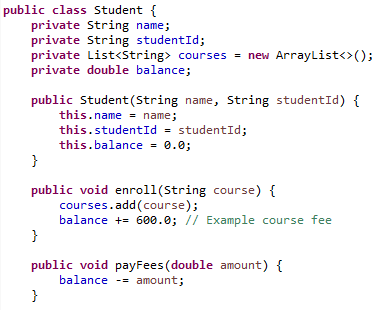 public class Student {
    private String name;
    private String studentId;
    private List<String> courses = new ArrayList<>();
    private double balance;

    public Student(String name, String studentId) {
        this.name = name;
        this.studentId = studentId;
        this.balance = 0.0;
    }

    public void enroll(String course) {
        courses.add(course);
        balance += 600.0; // Example course fee
    }

    public void payFees(double amount) {
        balance -= amount;
    }